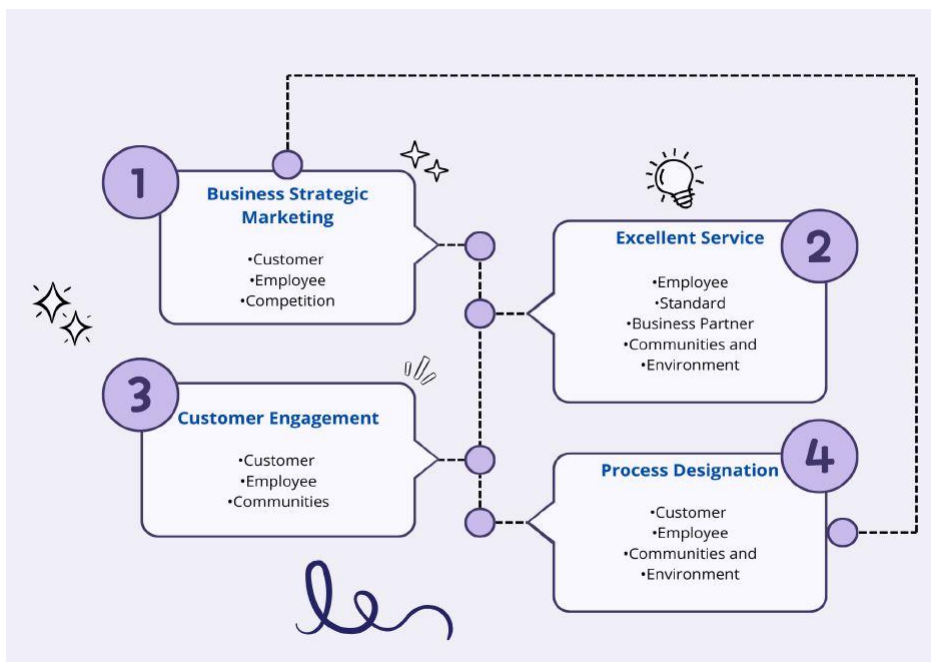 1
Business Strategic
Marketing
•Customer
•Employee
•Competition
2
Excellent Service
•Employee
•Standard
•Business Partner
•Communities and
•Environment
3
Customer Engagement
•Customer
•Employee
•Communities
4
Process Designation
•Customer
•Employee
•Communities and
•Environment